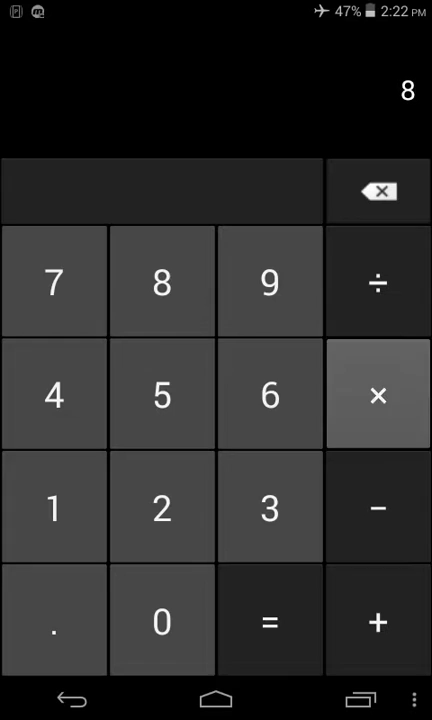 47% 2:22 PM
8
7 8 9 ÷
4 5 6 ×
1 2 3 −
. 0 = +